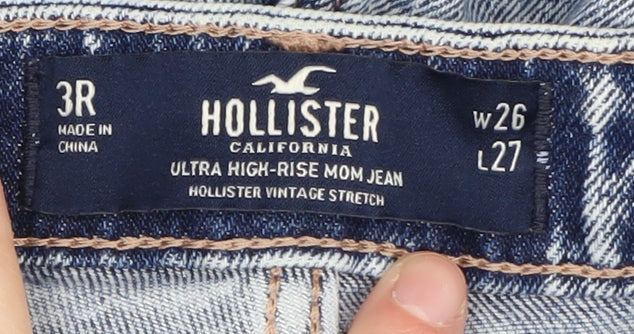 3R
MADE IN
CHINA
HOLLISTER
CALIFORNIA
ULTRA HIGH-RISE MOM JEAN
HOLLISTER VINTAGE STRETCH
W26
L27